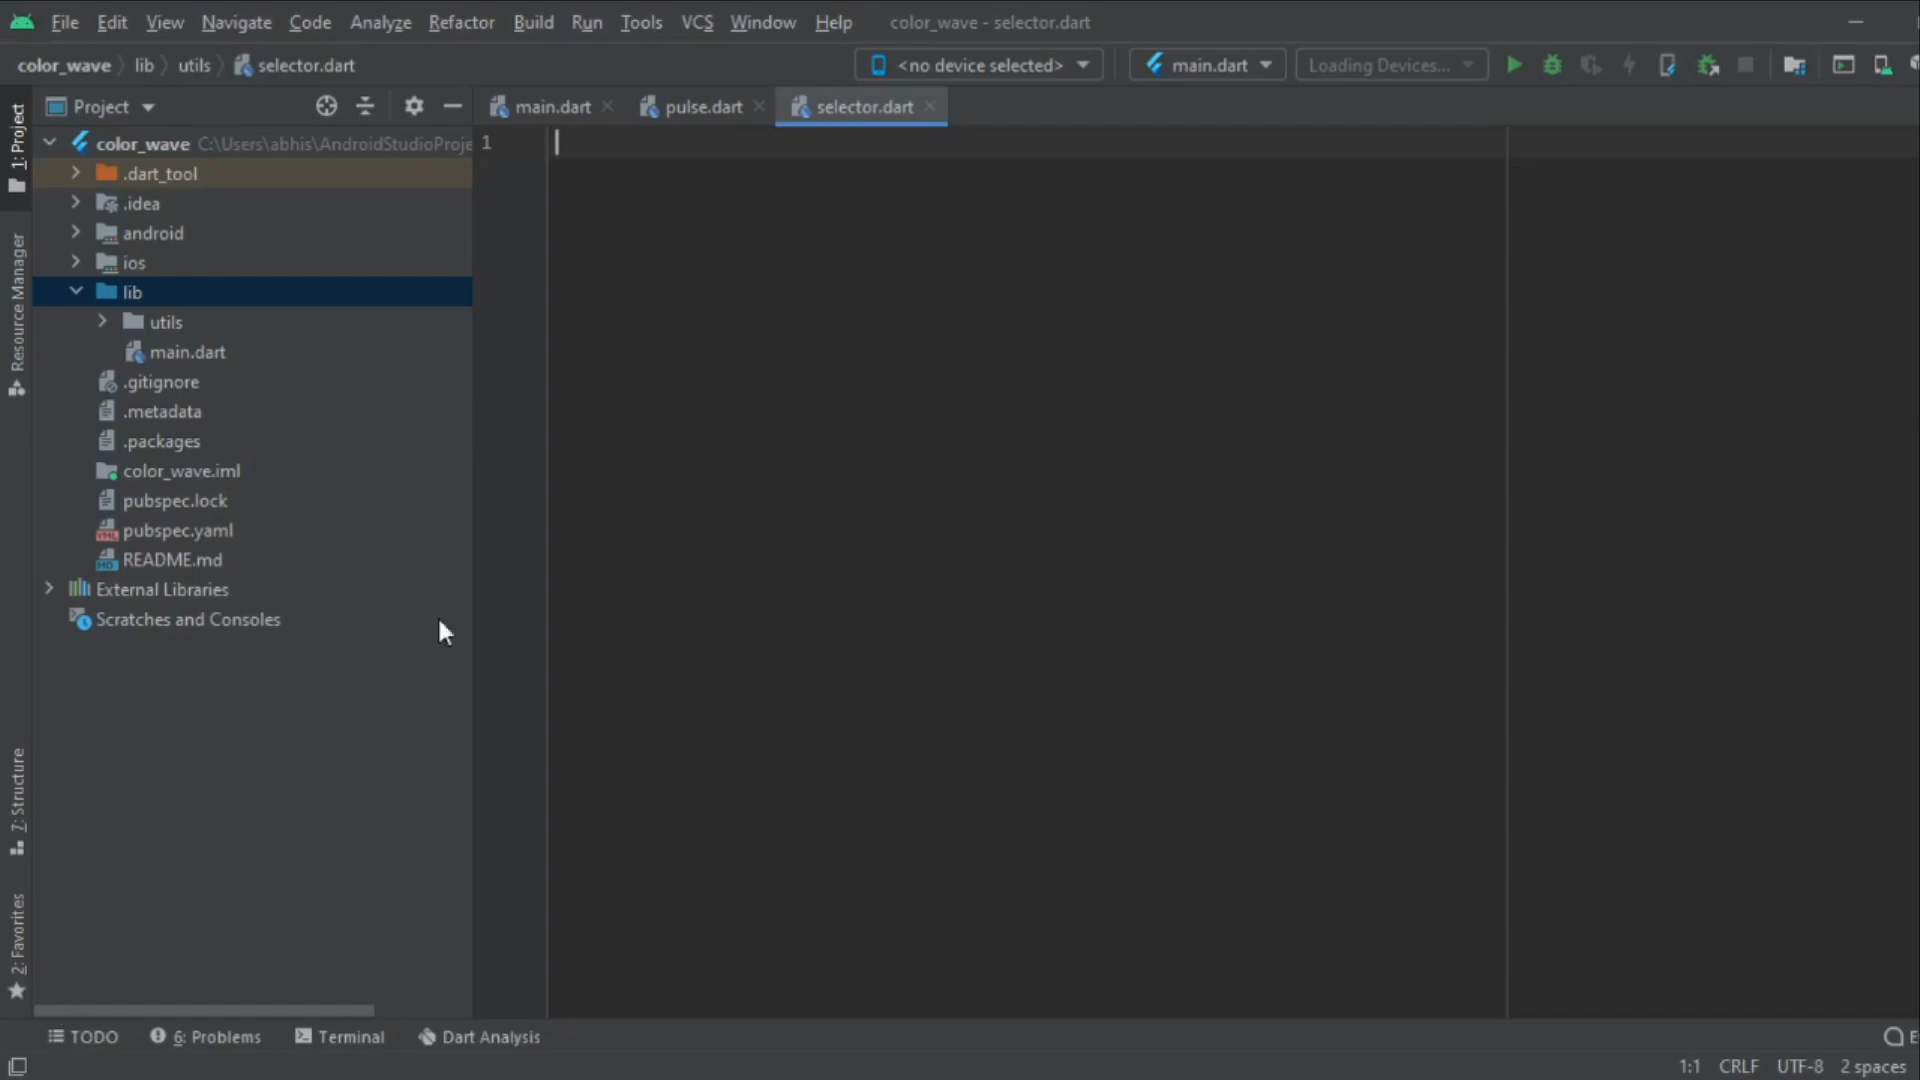 File Edit View Navigate Code Analyze Refactor Build Run Tools VCS Window Help color_wave - selector.dart
color_wave lib utils selector.dart <no device selected> main.dart Loading Devices...
Project main.dart pulse.dart selector.dart
1: Project
Resource Manager
7: Structure
2: Favorites
color_wave C:\Users\abhis\AndroidStudioProje
.dart_tool
.idea
android
ios
lib
utils
main.dart
.gitignore
.metadata
.packages
color_wave.iml
pubspec.lock
pubspec.yaml
README.md
External Libraries
Scratches and Consoles
1
TODO 6: Problems Terminal Dart Analysis
1:1 CRLF UTF-8 2 spaces